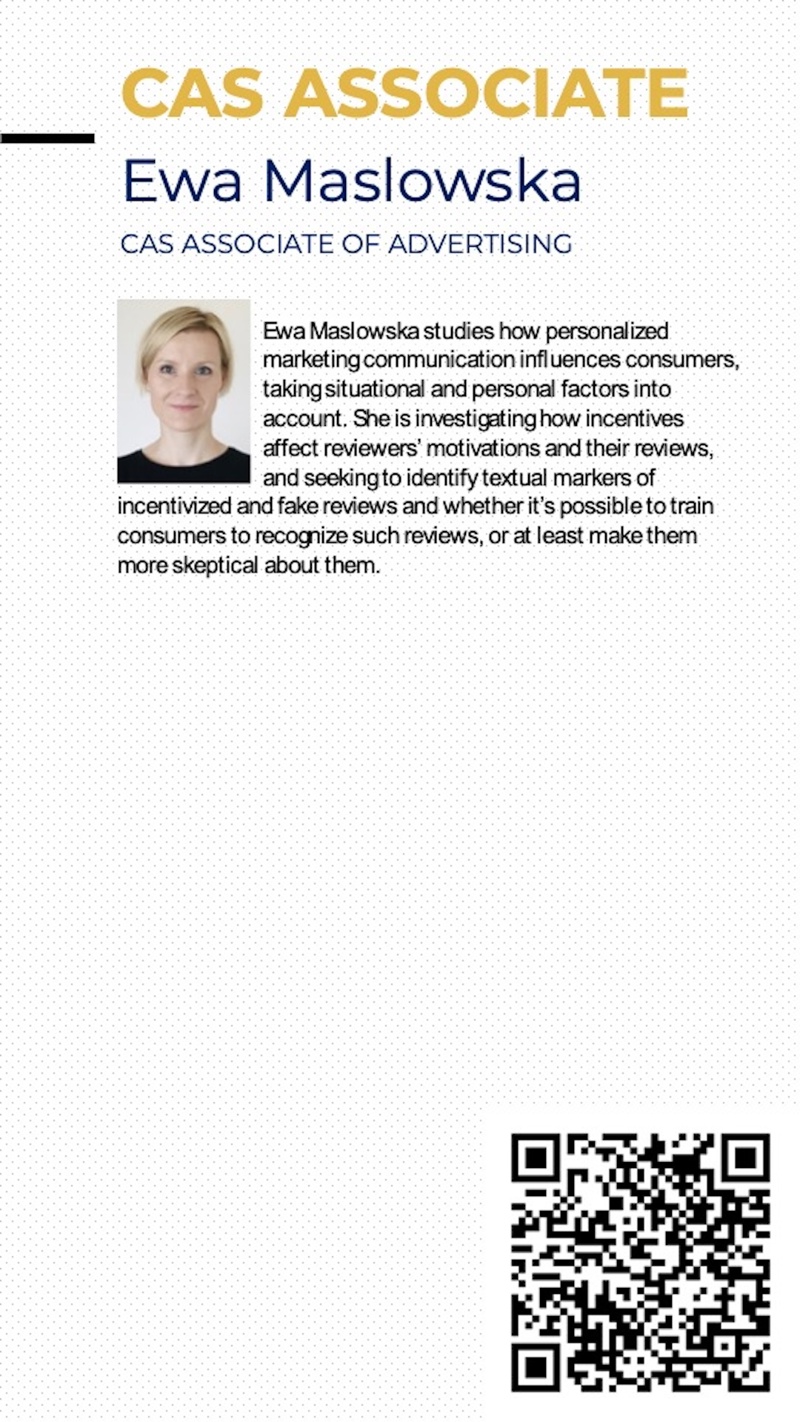 CAS ASSOCIATE
Ewa Maslowska
CAS ASSOCIATE OF ADVERTISING
Ewa Maslowska studies how personalized
marketing communication influences consumers,
taking situational and personal factors into
account. She is investigating how incentives
affect reviewers’ motivations and their reviews,
and seeking to identify textual markers of
incentivized and fake reviews and whether it’s possible to train
consumers to recognize such reviews, or at least make them
more skeptical about them.